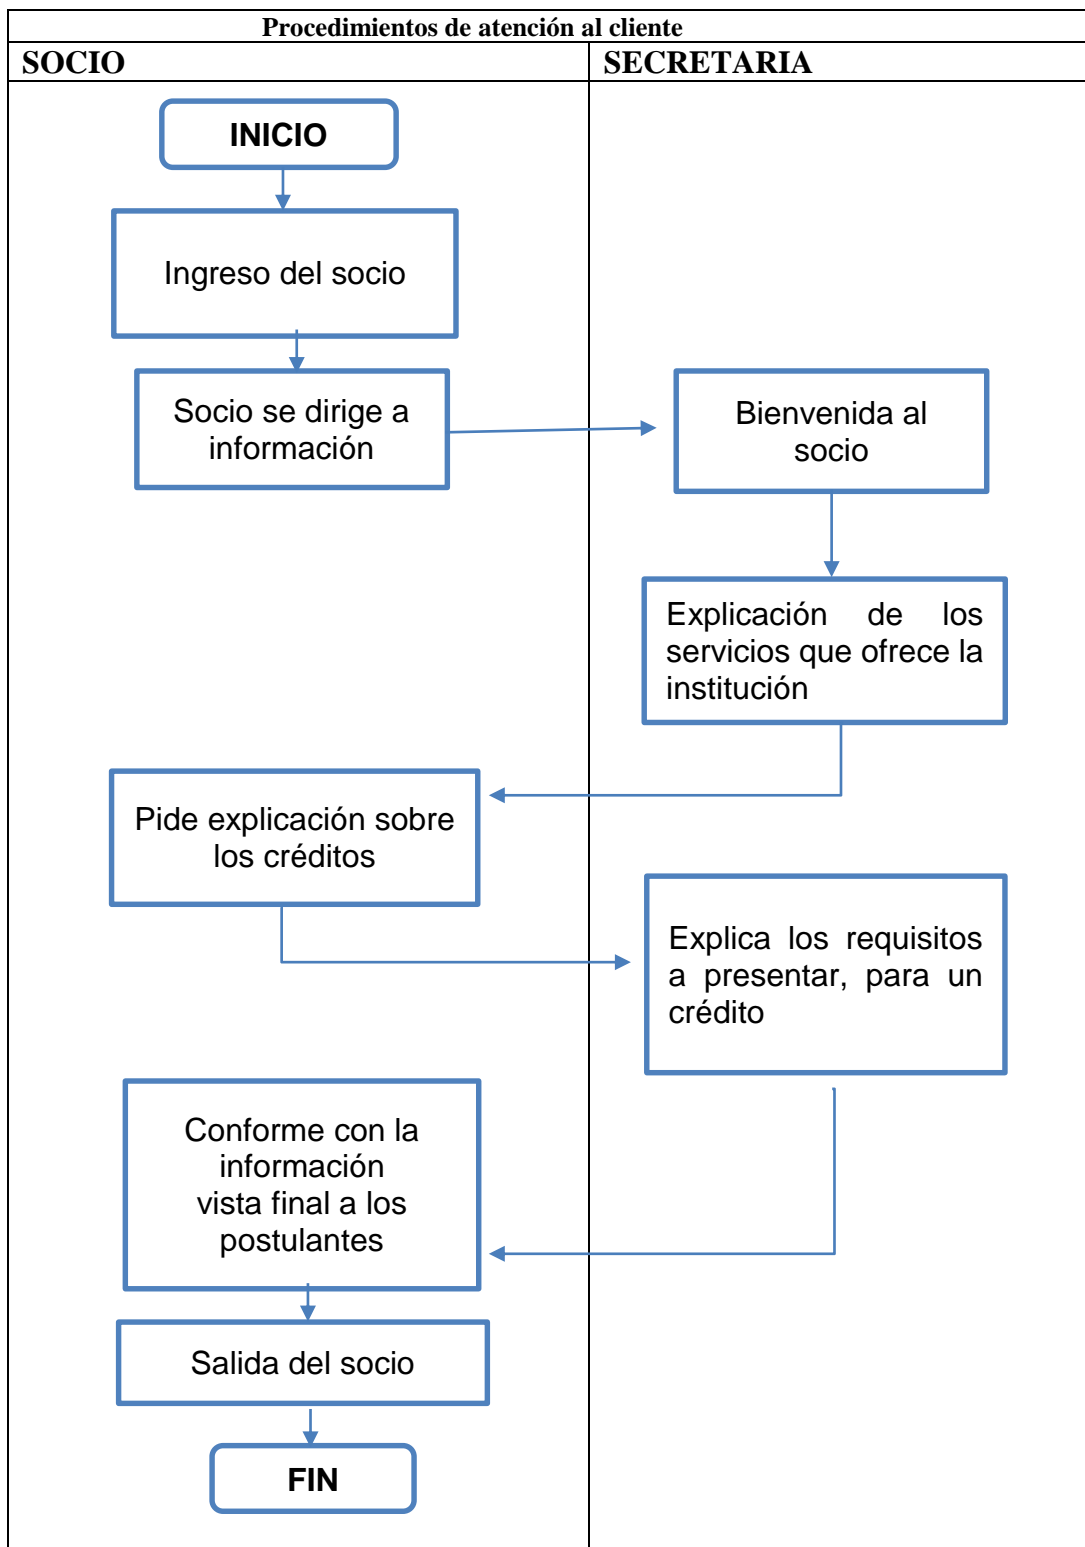 Procedimientos de atención al cliente
SOCIO
SECRETARIA
INICIO
Ingreso del socio
Socio se dirige a
información
Bienvenida al
socio
Explicación de los
servicios que ofrece la
institución
Pide explicación sobre
los créditos
Explica los requisitos
a presentar, para un
crédito
Conforme con la
información
vista final a los
postulantes
Salida del socio
FIN